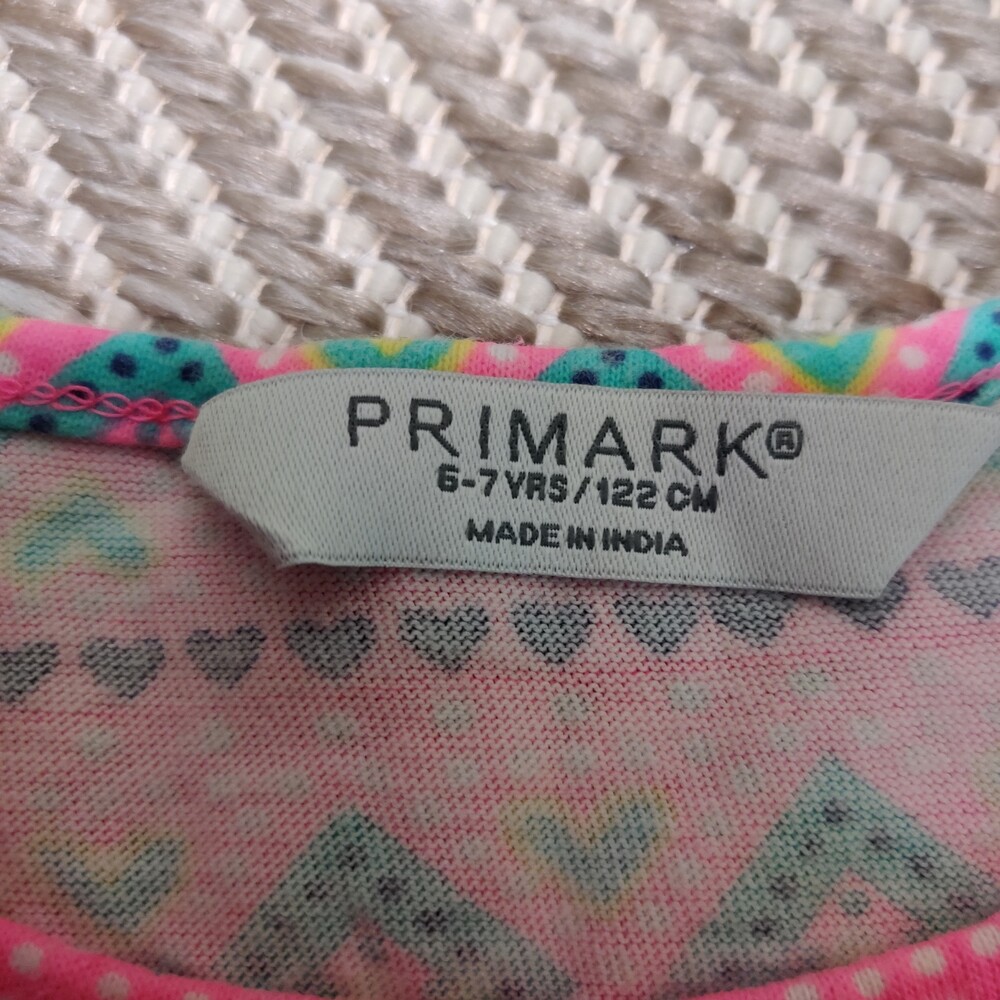 PRIMARK®
6-7 YRS / 122 CM
MADE IN INDIA